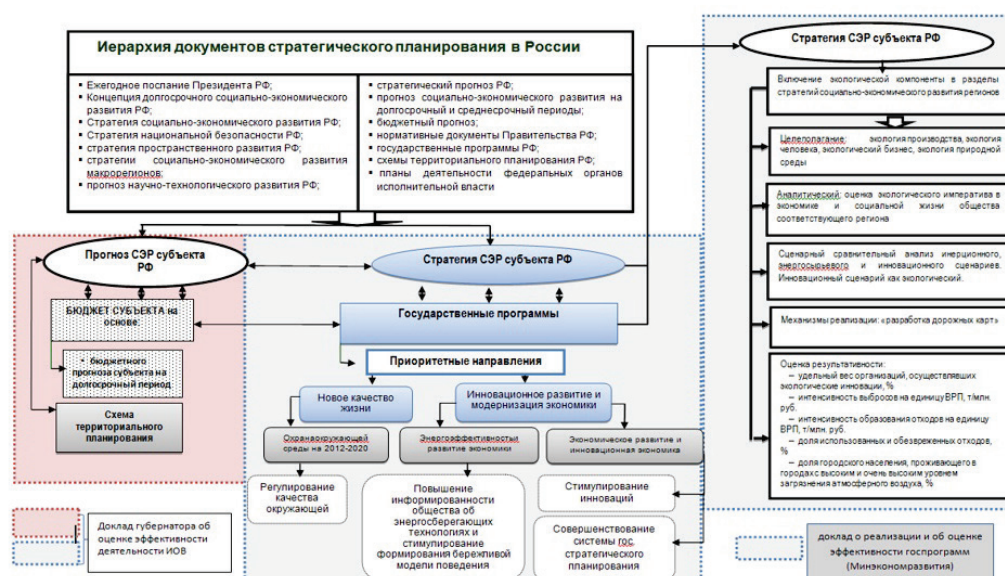 Иерархия документов стратегического планирования в России
▪ Ежегодное послание Президента РФ;
▪ Концепция долгосрочного социально-экономического
развития РФ;
▪ Стратегия социально-экономического развития РФ;
▪ Стратегия национальной безопасности РФ;
▪ стратегия пространственного развития РФ;
▪ стратегии социально-экономического развития
макрорегионов;
▪ прогноз научно-технологического развития РФ;
▪ стратегический прогноз РФ;
▪ прогноз социально-экономического развития на
долгосрочный и среднесрочный периоды;
▪ бюджетный прогноз;
▪ нормативные документы Правительства РФ;
▪ государственные программы РФ;
▪ схемы территориального планирования РФ;
▪ планы деятельности федеральных органов
исполнительной власти
Прогноз СЭР субъекта
РФ
БЮДЖЕТ СУБЪЕКТА на
основе:
• бюджетного
прогноза субъекта на
долгосрочный период
Схема
территориального
планирования
Стратегия СЭР субъекта РФ
Государственные программы
Приоритетные направления
Новое качество
жизни
Инновационное развитие и
модернизация экономики
Охранаокружающей
среды на 2012-2020
Энергоэффективностьи
развитие экономики
Экономическое развитие и
инновационная экономика
Регулирование
качества
окружающей
Повышение
информированности
общества об
энергосберегающих
технологиях и
стимулирование
формирования бережливой
модели поведения
Стимулирование
инноваций
Совершенствование
системы гос.
стратегического
планирования
Доклад губернатора об
оценке эффективности
деятельности ИОВ
Стратегия СЭР субъекта РФ
Включение экологической компоненты в разделы
стратегий социально-экономического развития регионов
Целеполагание: экология производства, экология
человека, экологический бизнес, экология природной
среды
Аналитический: оценка экологического императива в
экономике и социальной жизни общества
соответствующего региона
Сценарный сравнительный анализ инерционного,
энергосырьевого и инновационного сценариев.
Инновационный сценарий как экологический.
Механизмы реализации: «разработка дорожных карт»
Оценка результативности:
– удельный вес организаций, осуществлявших
экологические инновации, %
– интенсивность выбросов на единицу ВРП, т/млн.
руб.
– интенсивность образования отходов на единицу
ВРП, т/млн. руб.
– доля использованных и обезвреженных отходов,
%
– доля городского населения, проживающего в
городах с высоким и очень высоким уровнем
загрязнения атмосферного воздуха, %
доклад о реализации и об оценке
эффективности госпрограмм
(Минэкономразвития)